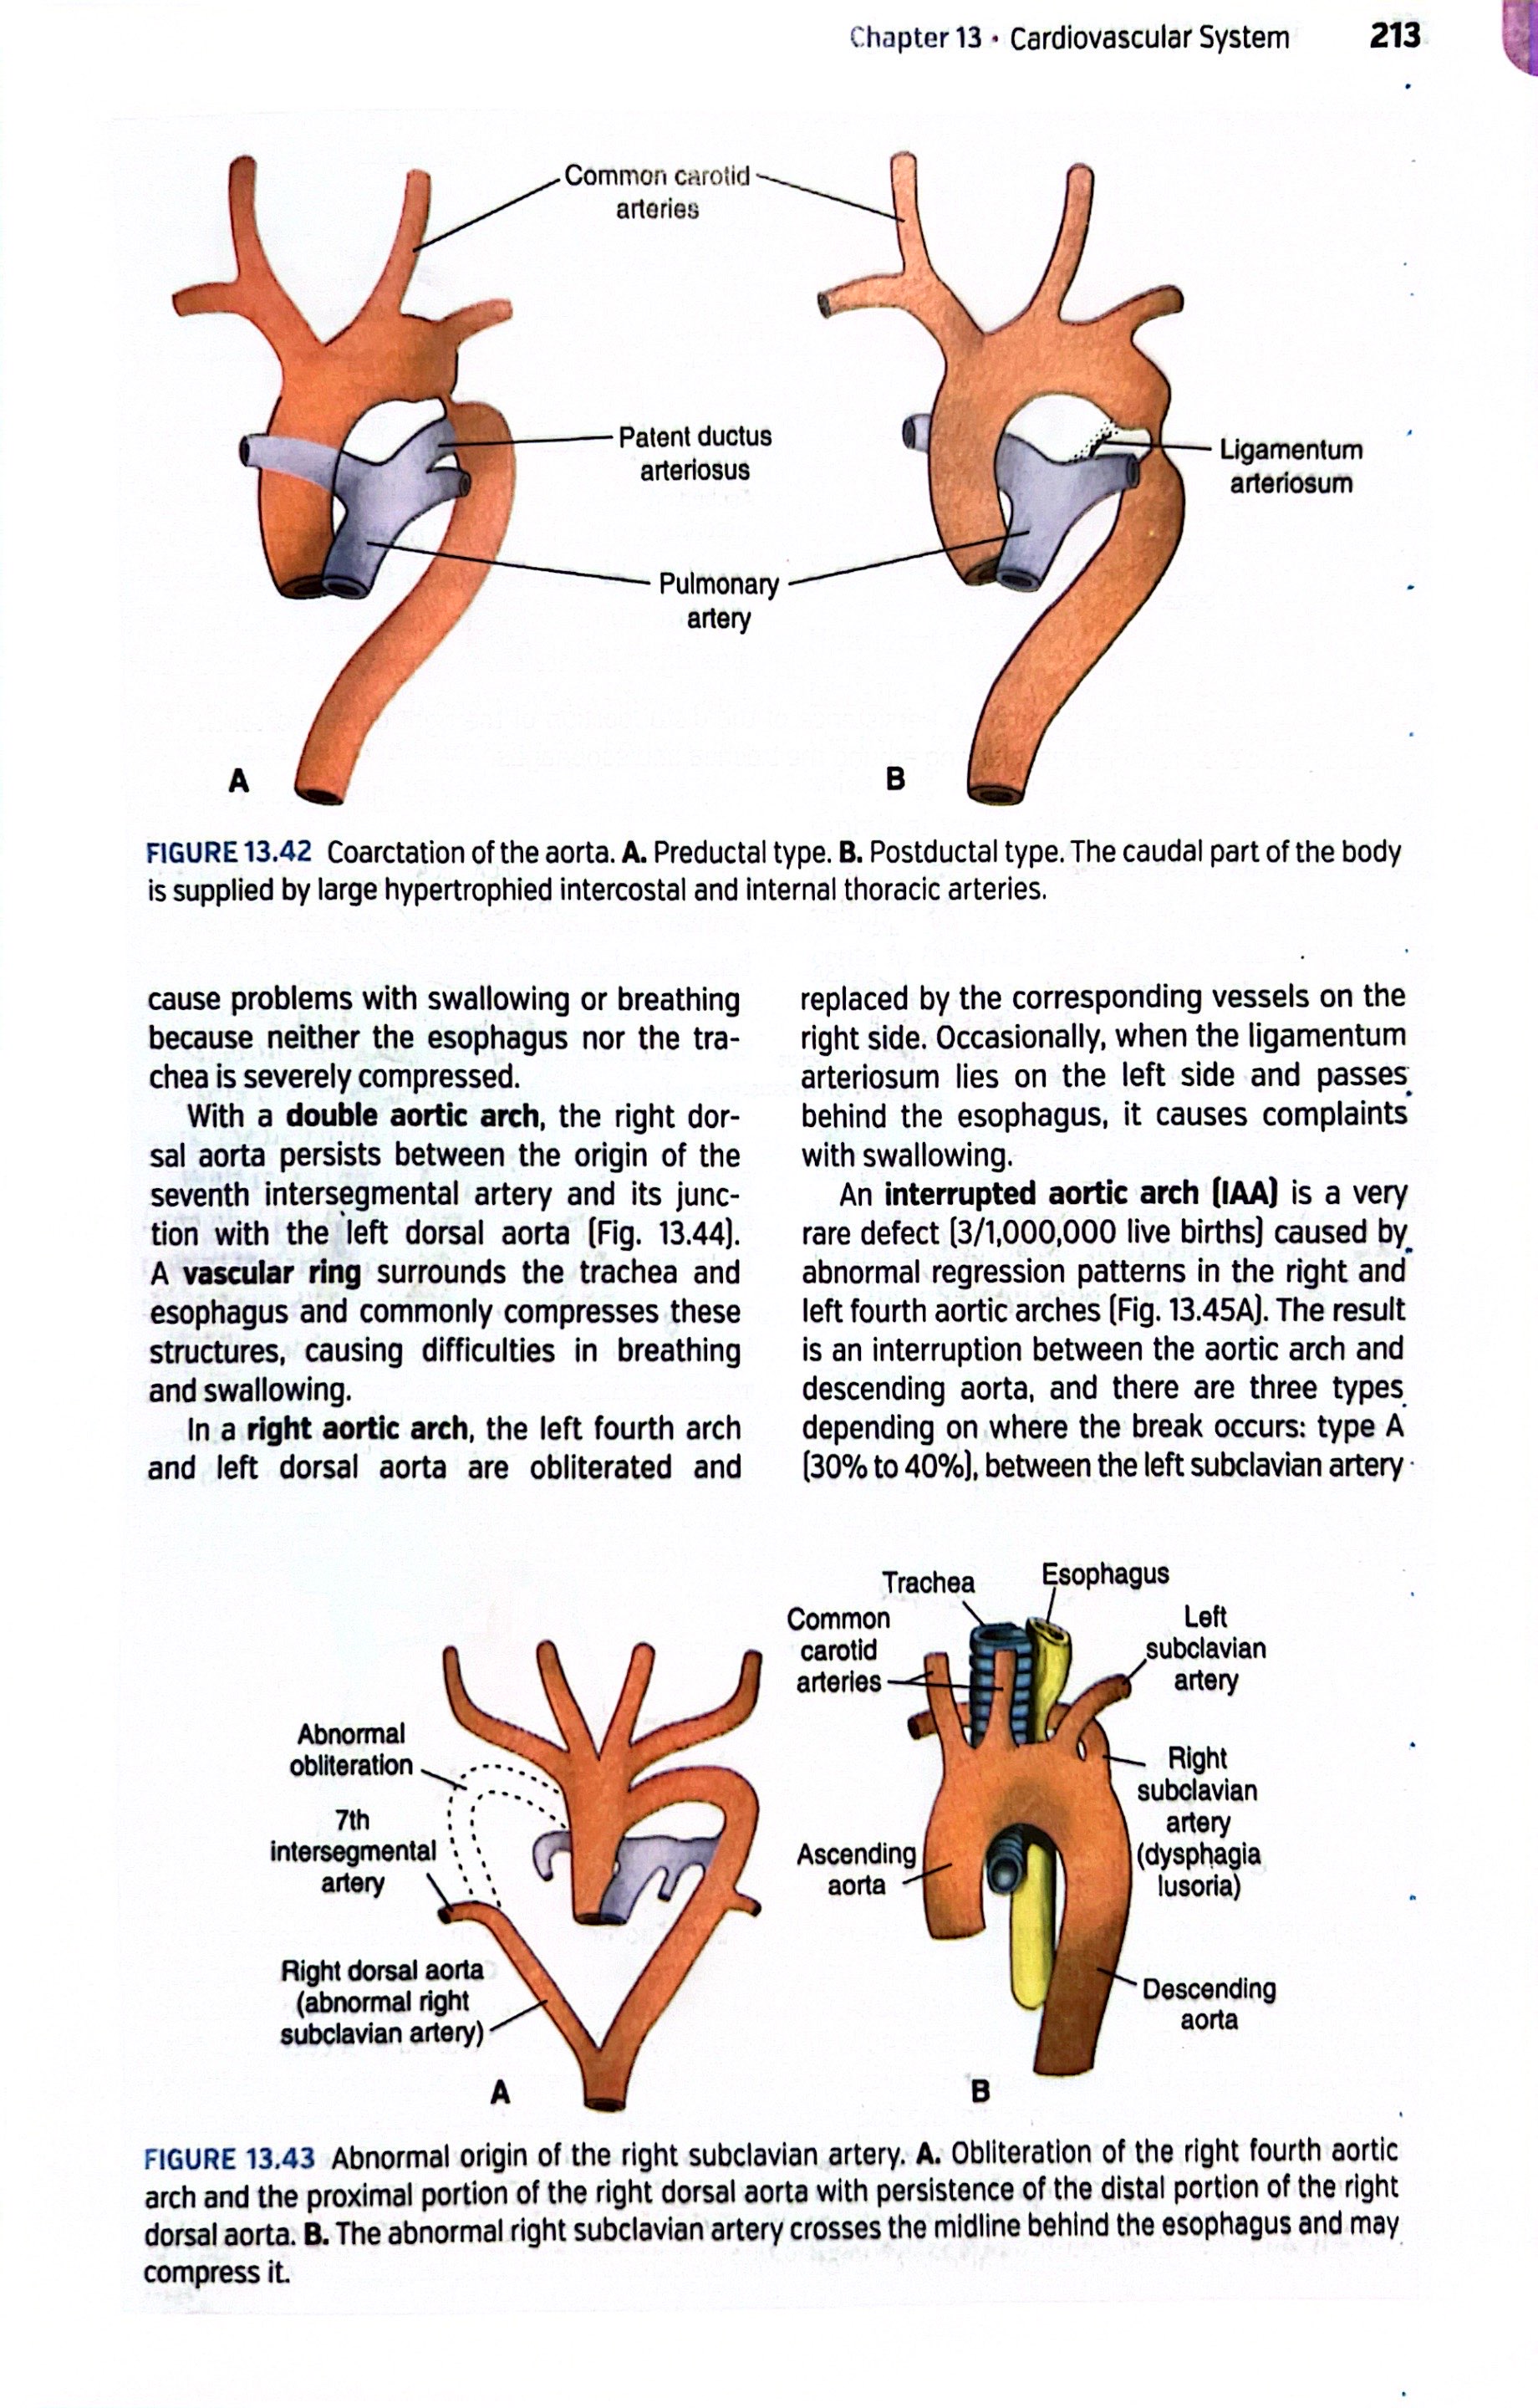 Chapter 13 • Cardiovascular System 213
Common carotid
arteries
Patent ductus
arteriosus
Ligamentum
arteriosum
Pulmonary
artery
A
B
FIGURE 13.42 Coarctation of the aorta. A. Preductal type. B. Postductal type. The caudal part of the body
is supplied by large hypertrophied intercostal and internal thoracic arteries.
cause problems with swallowing or breathing
because neither the esophagus nor the tra-
chea is severely compressed.
With a double aortic arch, the right dor-
sal aorta persists between the origin of the
seventh intersegmental artery and its junc-
tion with the left dorsal aorta (Fig. 13.44).
A vascular ring surrounds the trachea and
esophagus and commonly compresses these
structures, causing difficulties in breathing
and swallowing.
In a right aortic arch, the left fourth arch
and left dorsal aorta are obliterated and
replaced by the corresponding vessels on the
right side. Occasionally, when the ligamentum
arteriosum lies on the left side and passes
behind the esophagus, it causes complaints
with swallowing.
An interrupted aortic arch (IAA) is a very
rare defect (3/1,000,000 live births) caused by
abnormal regression patterns in the right and
left fourth aortic arches (Fig. 13.45A). The result
is an interruption between the aortic arch and
descending aorta, and there are three types
depending on where the break occurs: type A
(30% to 40%), between the left subclavian artery
Abnormal
obliteration
7th
intersegmental
artery
Right dorsal aorta
(abnormal right
subclavian artery)
A
Trachea
Esophagus
Common
carotid
arteries
Left
subclavian
artery
Right
subclavian
artery
(dysphagia
lusoria)
Ascending
aorta
Descending
aorta
B
FIGURE 13.43 Abnormal origin of the right subclavian artery. A. Obliteration of the right fourth aortic
arch and the proximal portion of the right dorsal aorta with persistence of the distal portion of the right
dorsal aorta. B. The abnormal right subclavian artery crosses the midline behind the esophagus and may
compress it.